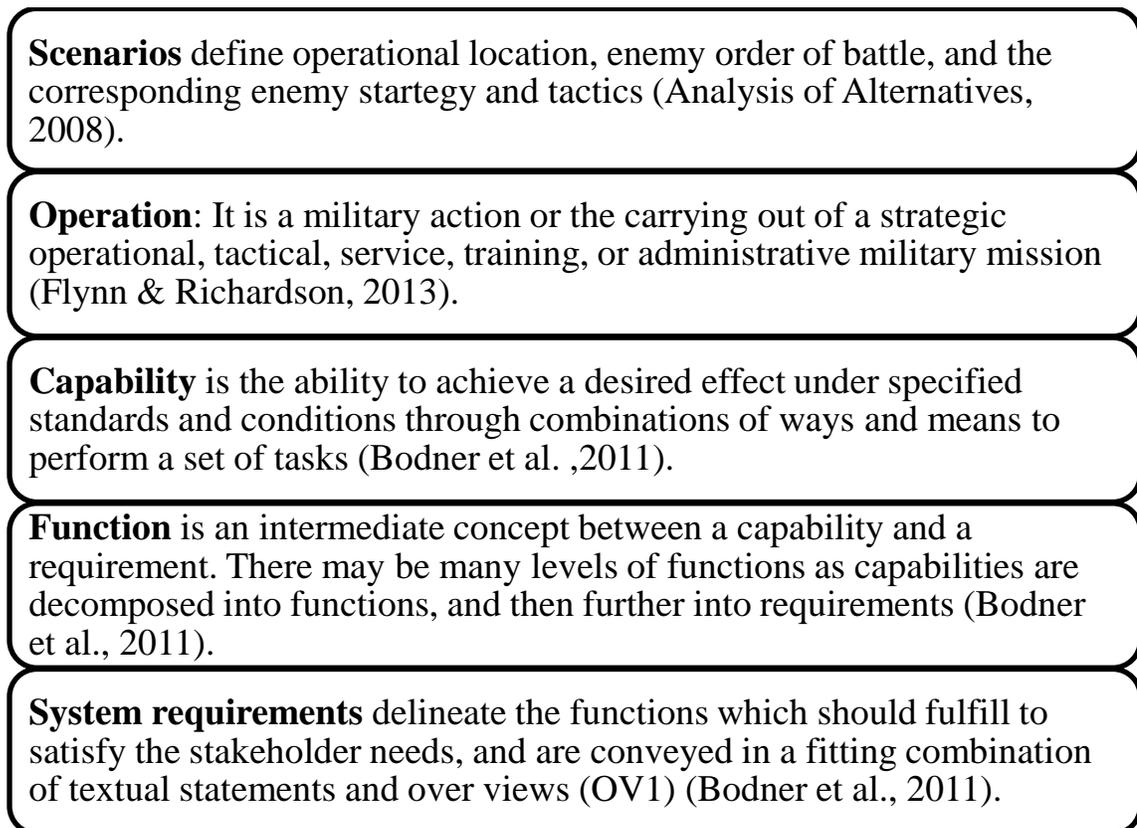 Scenarios define operational location, enemy order of battle, and the
corresponding enemy startegy and tactics (Analysis of Alternatives,
2008).
Operation: It is a military action or the carrying out of a strategic
operational, tactical, service, training, or administrative military mission
(Flynn & Richardson, 2013).
Capability is the ability to achieve a desired effect under specified
standards and conditions through combinations of ways and means to
perform a set of tasks (Bodner et al. ,2011).
Function is an intermediate concept between a capability and a
requirement. There may be many levels of functions as capabilities are
decomposed into functions, and then further into requirements (Bodner
et al., 2011).
System requirements delineate the functions which should fulfill to
satisfy the stakeholder needs, and are conveyed in a fitting combination
of textual statements and over views (OV1) (Bodner et al., 2011).